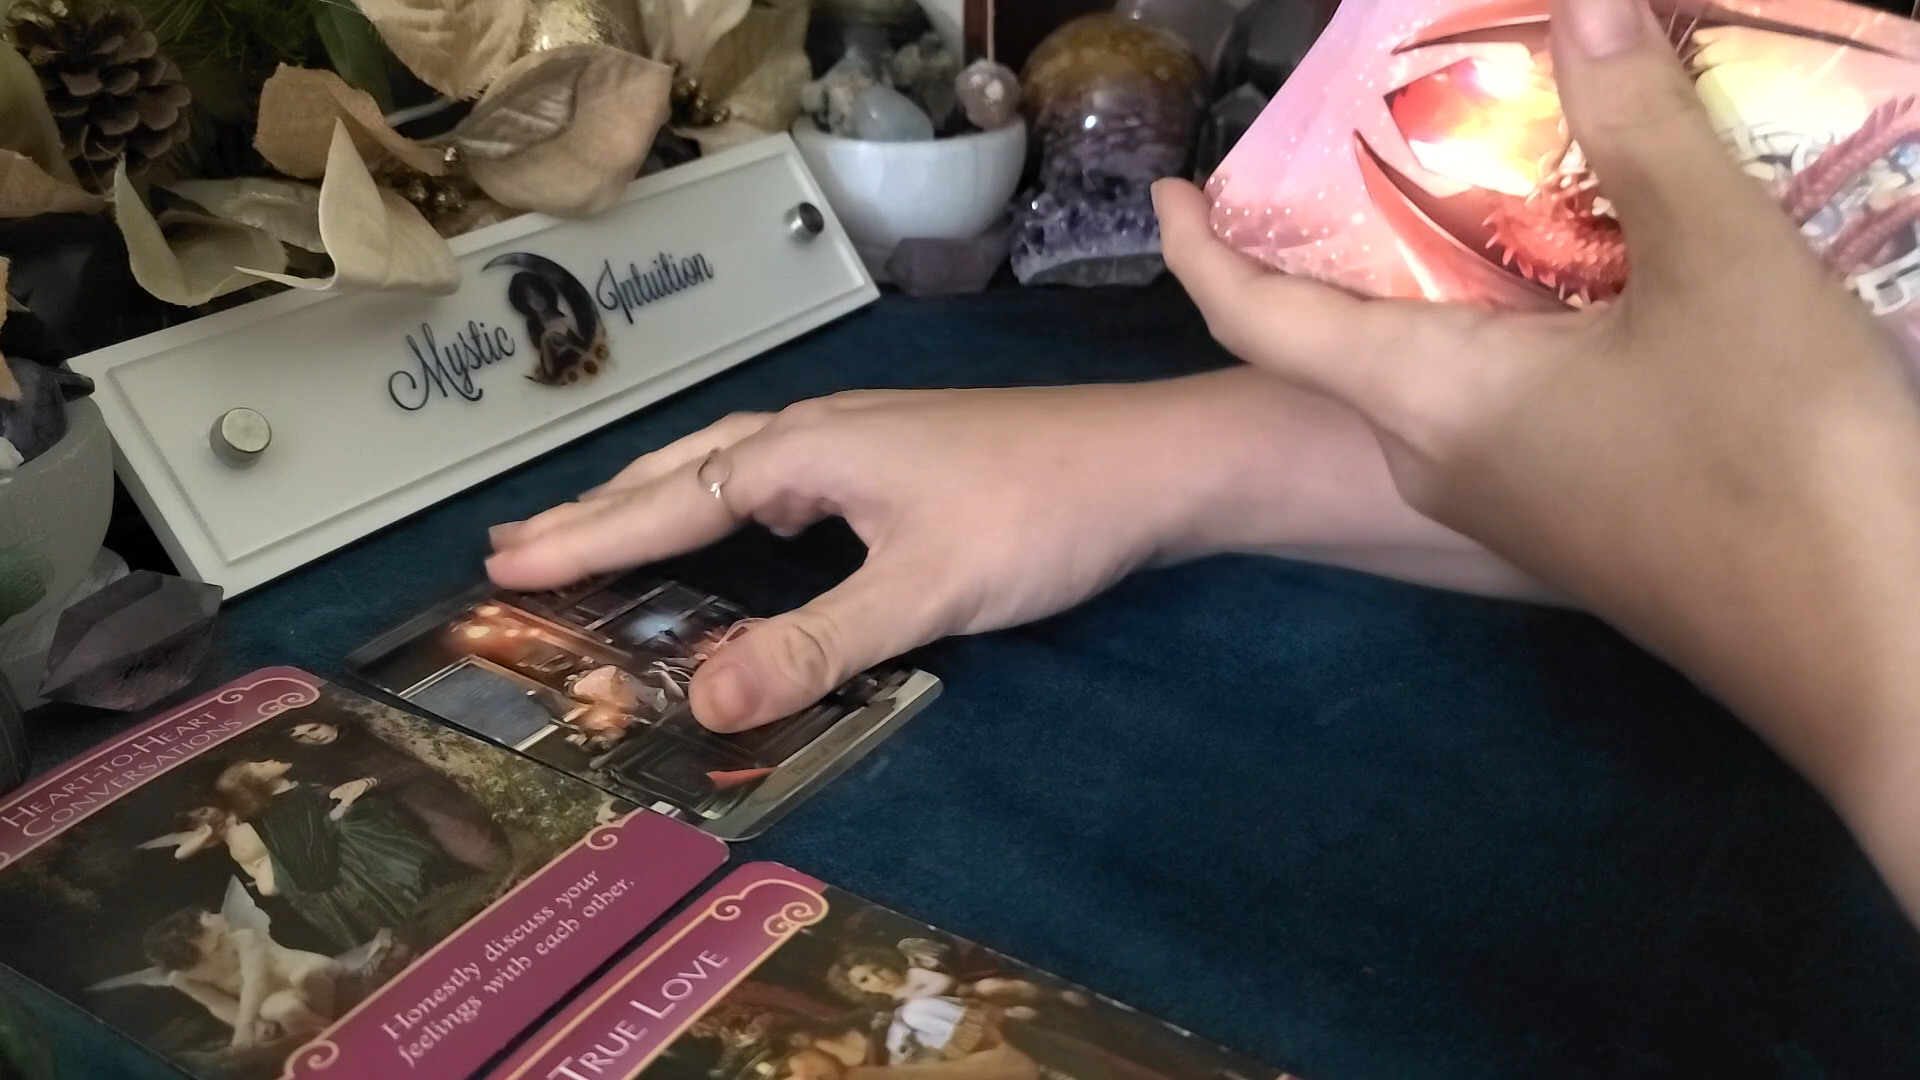 Mystic Intuition
HEART-TO-HEART
CONVERSATIONS
Honestly discuss your
feelings with each other.
TRUE LOVE